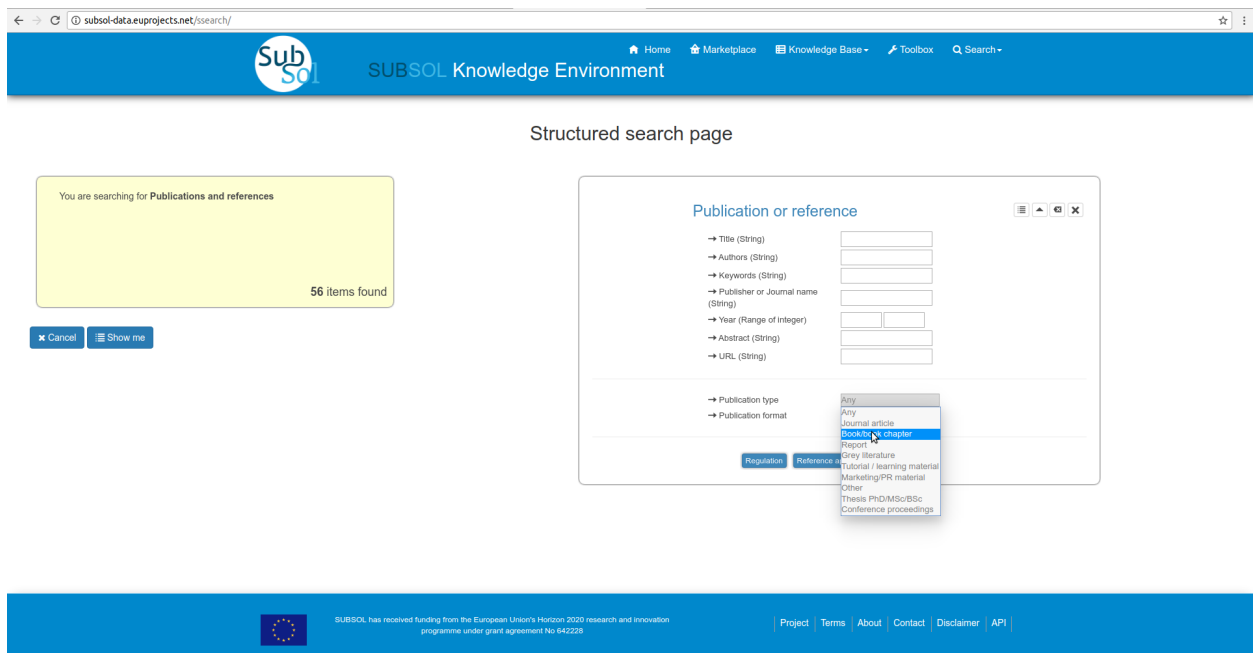 subsol-data.euprojects.net/ssearch/
Sub
Sol
SUBSOL Knowledge Environment
Home Marketplace Knowledge Base Toolbox Search
Structured search page
You are searching for Publications and references
56 items found
Cancel Show me
Publication or reference
Title (String)
Authors (String)
Keywords (String)
Publisher or Journal name
(String)
Year (Range of integer)
Abstract (String)
URL (String)
Publication type Any
Publication format
Any
Journal article
Book/book chapter
Report
Grey literature
Tutorial / learning material
Marketing/PR material
Other
Thesis PhD/MSc/BSc
Conference proceedings
Regulation Reference
SUBSOL has received funding from the European Union's Horizon 2020 research and innovation
programme under grant agreement No 642228
Project Terms About Contact Disclaimer API